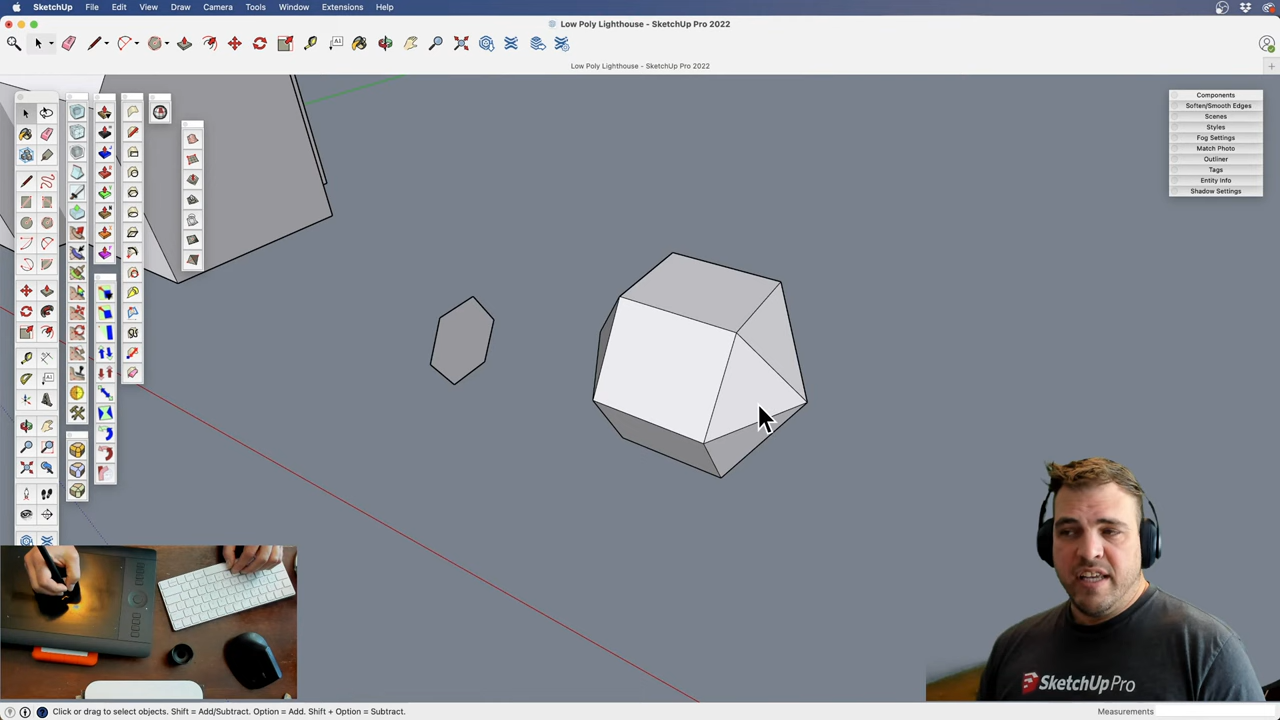 SketchUp File Edit View Draw Camera Tools Window Extensions Help
Low Poly Lighthouse - SketchUp Pro 2022
Low Poly Lighthouse - SketchUp Pro 2022
Components
Soften/Smooth Edges
Scenes
Styles
Fog Settings
Match Photo
Outliner
Tags
Entity Info
Shadow Settings
SketchUp Pro
Click or drag to select objects. Shift = Add/Subtract. Option = Add. Shift + Option = Subtract.
Measurements